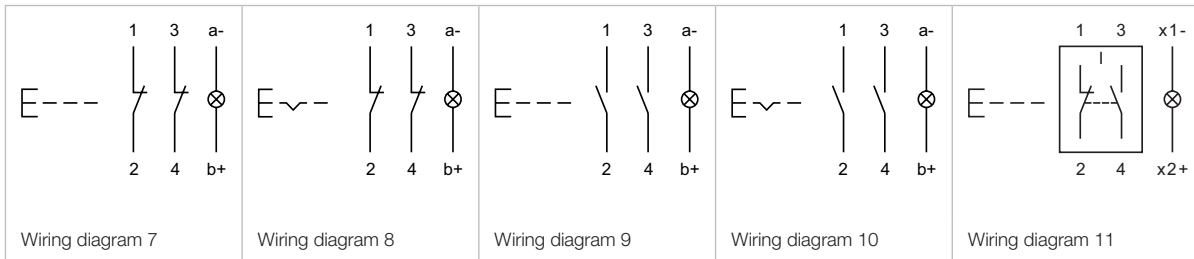 1 3 a- 1 3 a- 1 3 a- 1 3 a- 1 3 x1-
2 4 b+ 2 4 b+ 2 4 b+ 2 4 b+ 2 4 x2+
Wiring diagram 7 Wiring diagram 8 Wiring diagram 9 Wiring diagram 10 Wiring diagram 11